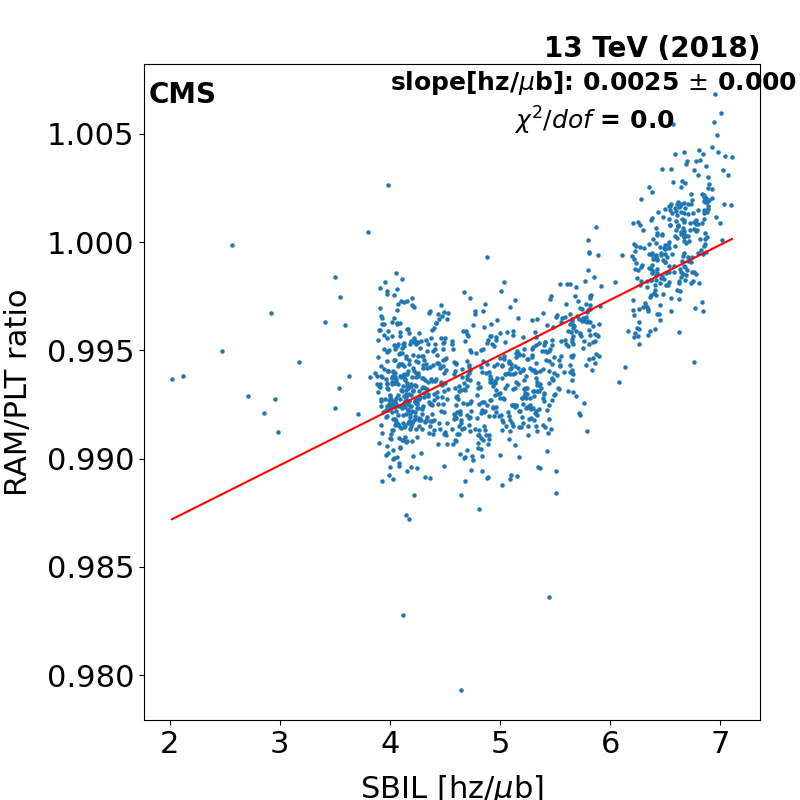 13 TeV (2018)
CMS
slope[hz/μb]: 0.0025 ± 0.000
χ²/dof = 0.0
1.005
1.000
0.995
0.990
0.985
0.980
RAM/PLT ratio
2 3 4 5 6 7
SBIL [hz/μb]